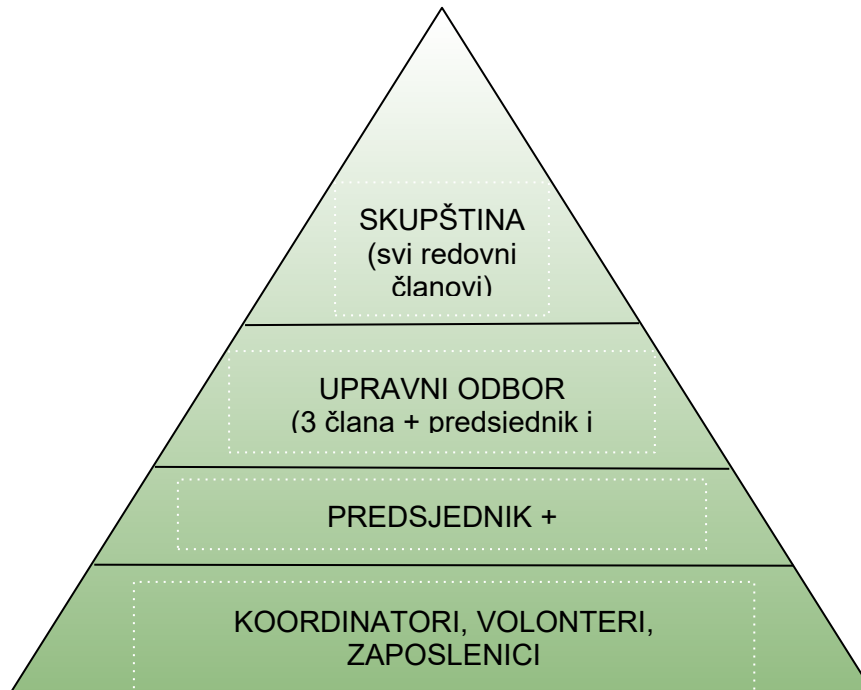 SKUPŠTINA
(svi redovni
članovi)
UPRAVNI ODBOR
(3 člana + predsjednik i
PREDSJEDNIK +
KOORDINATORI, VOLONTERI,
ZAPOSLENICI